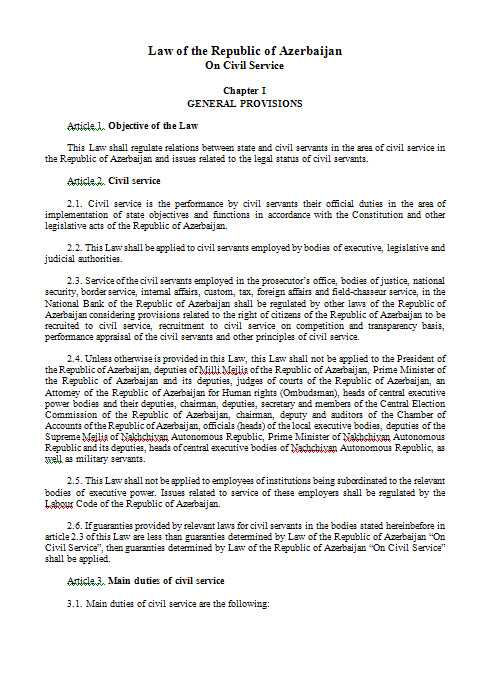 Law of the Republic of Azerbaijan
On Civil Service
Chapter I
GENERAL PROVISIONS
Article 1. Objective of the Law
This Law shall regulate relations between state and civil servants in the area of civil service in
the Republic of Azerbaijan and issues related to the legal status of civil servants.
Article 2. Civil service
2.1. Civil service is the performance by civil servants their official duties in the area of
implementation of state objectives and functions in accordance with the Constitution and other
legislative acts of the Republic of Azerbaijan.
2.2. This Law shall be applied to civil servants employed by bodies of executive, legislative and
judicial authorities.
2.3. Service of the civil servants employed in the prosecutor's office, bodies of justice, national
security, border service, internal affairs, custom, tax, foreign affairs and field-chasseur service, in the
National Bank of the Republic of Azerbaijan shall be regulated by other laws of the Republic of
Azerbaijan considering provisions related to the right of citizens of the Republic of Azerbaijan to be
recruited to civil service, recruitment to civil service on competition and transparency basis,
performance appraisal of the civil servants and other principles of civil service.
2.4. Unless otherwise is provided in this Law, this Law shall not be applied to the President of
the Republic of Azerbaijan, deputies of Milli Mejlis of the Republic of Azerbaijan, Prime Minister of
the Republic of Azerbaijan and its deputies, judges of courts of the Republic of Azerbaijan, an
Attorney of the Republic of Azerbaijan for Human rights (Ombudsman), heads of central executive
power bodies and their deputies, chairman, deputies, secretary and members of the Central Election
Commission of the Republic of Azerbaijan, chairman, deputy and auditors of the Chamber of
Accounts of the Republic of Azerbaijan, officials (heads) of the local executive bodies, deputies of the
Supreme Mejlis of Nakhchivan Autonomous Republic, Prime Minister of Nakhchivan Autonomous
Republic and its deputies, heads of central executive bodies of Nachchivan Autonomous Republic, as
well as military servants.
2.5. This Law shall not be applied to employees of institutions being subordinated to the relevant
bodies of executive power. Issues related to service of these employers shall be regulated by the
Labour Code of the Republic of Azerbaijan.
2.6. If guaranties provided by relevant laws for civil servants in the bodies stated hereinbefore in
article 2.3 of this Law are less than guaranties determined by Law of the Republic of Azerbaijan “On
Civil Service”, then guaranties determined by Law of the Republic of Azerbaijan “On Civil Service”
shall be applied.
Article 3. Main duties of civil service
3.1. Main duties of civil service are the following: